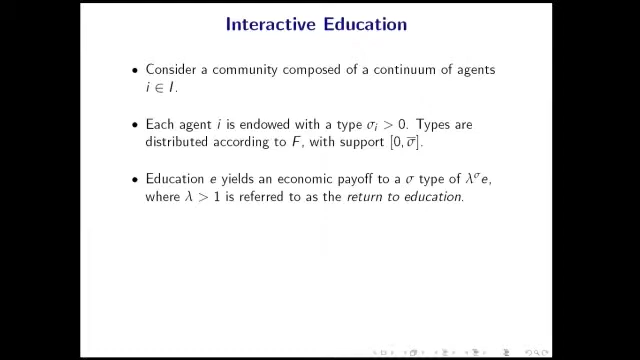 Interactive Education
• Consider a community composed of a continuum of agents
i ∈ I.
• Each agent i is endowed with a type σᵢ > 0. Types are
distributed according to F, with support [0, σ̅].
• Education e yields an economic payoff to a σ type of λ^σ e,
where λ > 1 is referred to as the return to education.